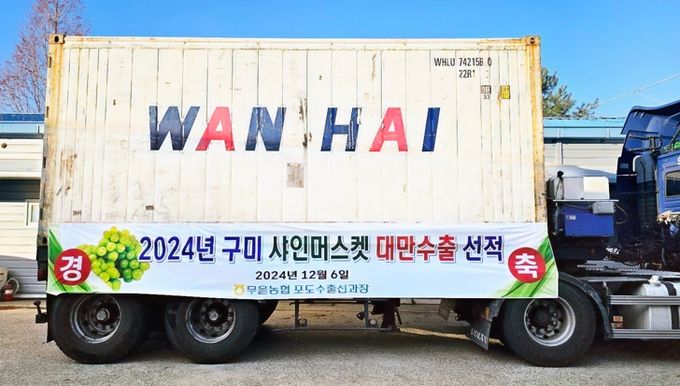 WHLU 742158 0
22R1
WAN HAI
경 2024년 구미 샤인머스켓 대만수출 선적 축
2024년 12월 6일
무을농협 포도수출선과장